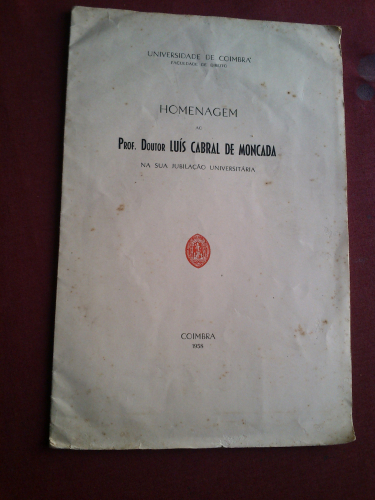 UNIVERSIDADE DE COIMBRA
FACULDADE DE DIREITO
HOMENAGEM
AO
PROF. DOUTOR LUÍS CABRAL DE MONCADA
NA SUA JUBILAÇÃO UNIVERSITÁRIA
COIMBRA